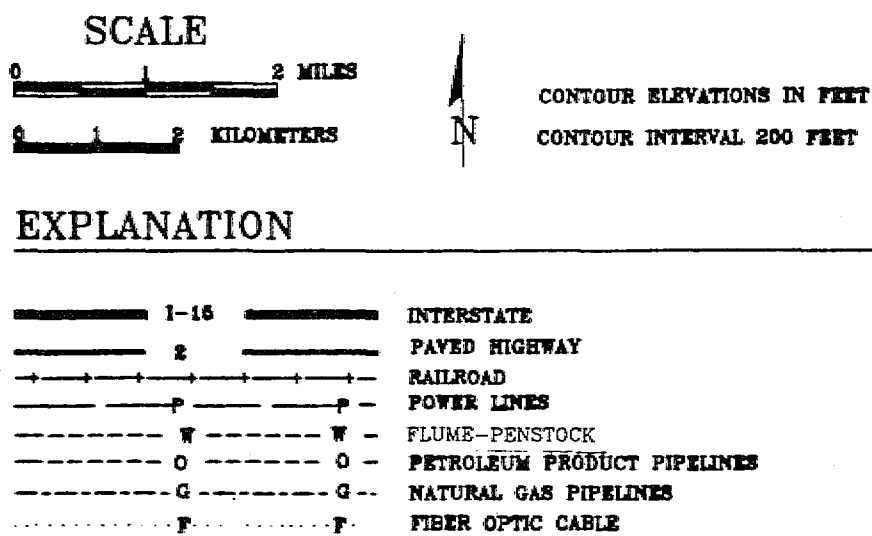 SCALE
0 1 2 MILES
0 1 2 KILOMETERS
N
CONTOUR ELEVATIONS IN FEET
CONTOUR INTERVAL 200 FEET
EXPLANATION
I-15 INTERSTATE
2 PAVED HIGHWAY
RAILROAD
P P POWER LINES
W W FLUME-PENSTOCK
O O PETROLEUM PRODUCT PIPELINES
G G NATURAL GAS PIPELINES
F F FIBER OPTIC CABLE